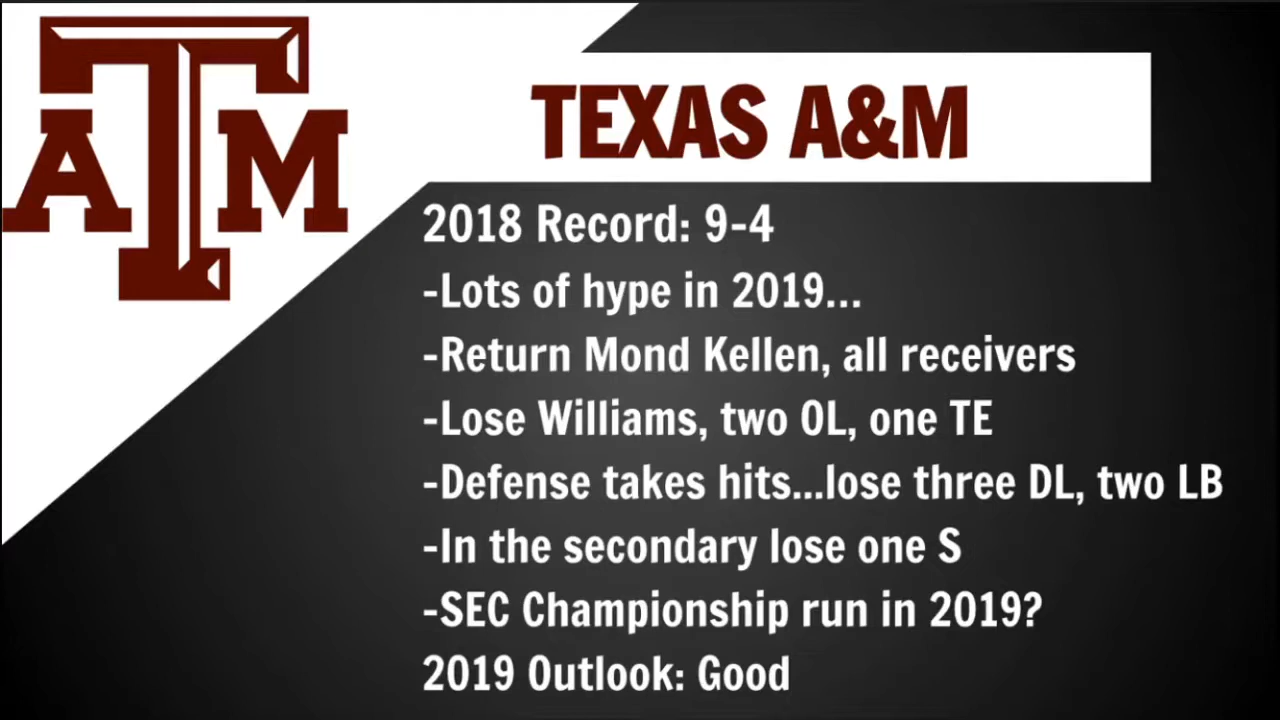 ATM
TEXAS A&M
2018 Record: 9-4
-Lots of hype in 2019...
-Return Mond Kellen, all receivers
-Lose Williams, two OL, one TE
-Defense takes hits...lose three DL, two LB
-In the secondary lose one S
-SEC Championship run in 2019?
2019 Outlook: Good